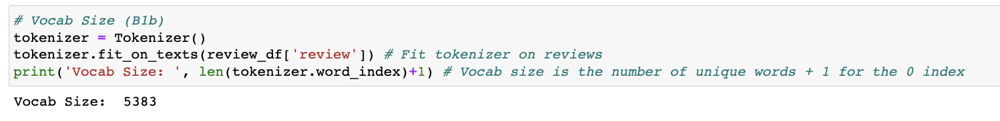 # Vocab Size (B1b)
tokenizer = Tokenizer()
tokenizer.fit_on_texts(review_df['review']) # Fit tokenizer on reviews
print('Vocab Size: ', len(tokenizer.word_index)+1) # Vocab size is the number of unique words + 1 for the 0 index
Vocab Size:  5383